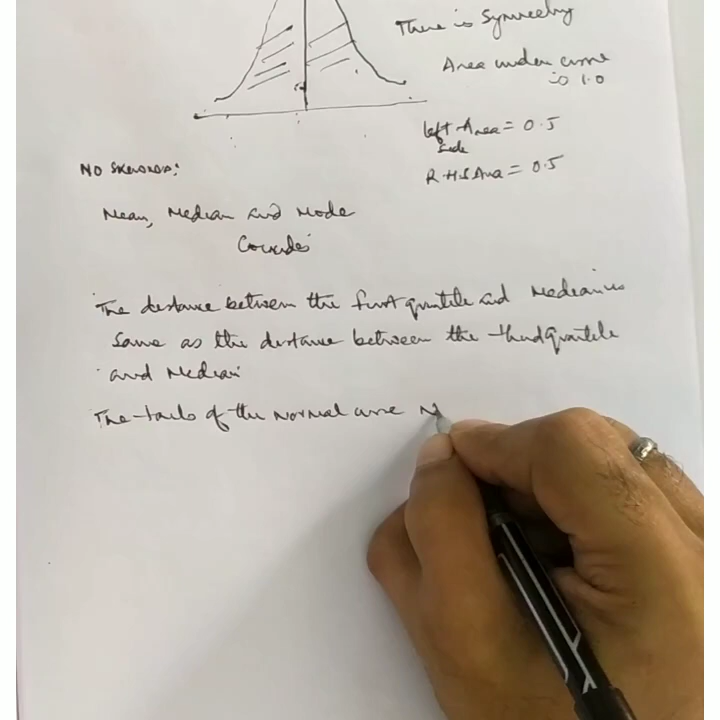 There is Symmetry
Area under curve
is 1.0
Left Area = 0.5
Side
R.H.S Area = 0.5
NO SKEWNESS:
Mean, Median and Mode
Coincides
The distance between the first quartile and Median is
same as the distance between the third quartile
and Median
The tails of the Normal curve N